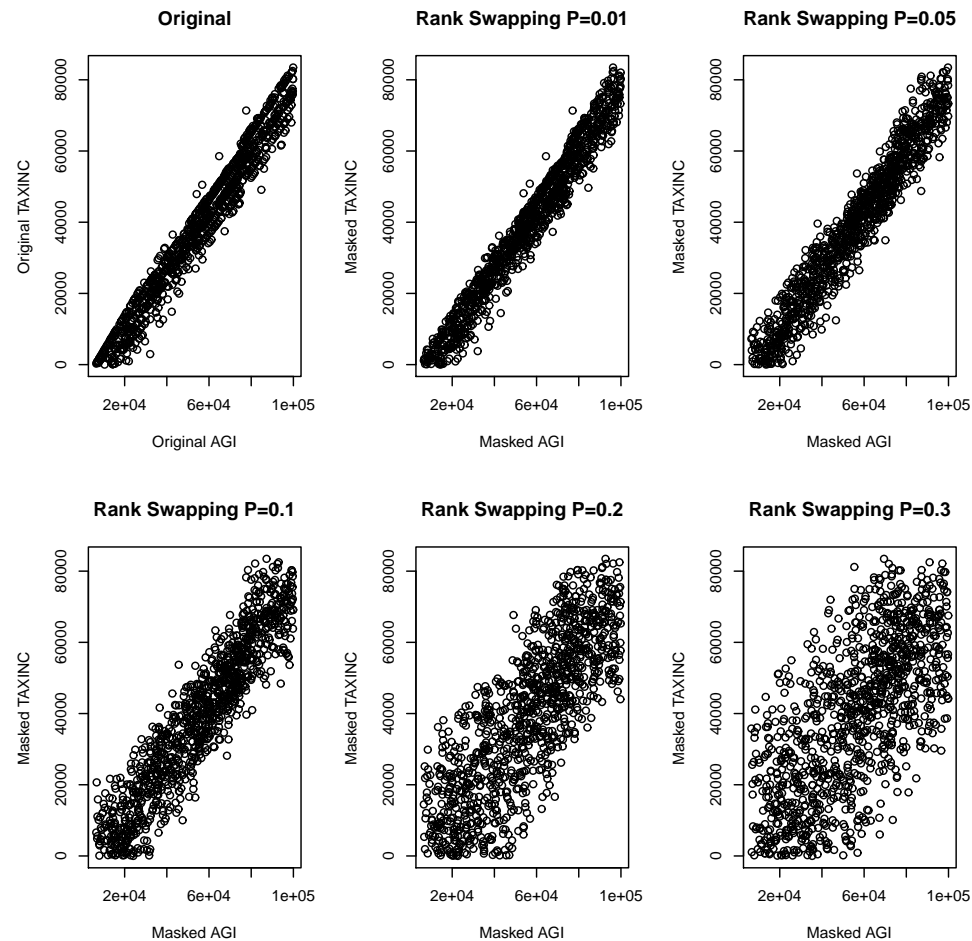 Original
Original TAXINC
80000
60000
40000
20000
0
2e+04
6e+04
1e+05
Original AGI
Rank Swapping P=0.01
Masked TAXINC
80000
60000
40000
20000
0
2e+04
6e+04
1e+05
Masked AGI
Rank Swapping P=0.05
Masked TAXINC
80000
60000
40000
20000
0
2e+04
6e+04
1e+05
Masked AGI
Rank Swapping P=0.1
Masked TAXINC
80000
60000
40000
20000
0
2e+04
6e+04
1e+05
Masked AGI
Rank Swapping P=0.2
Masked TAXINC
80000
60000
40000
20000
0
2e+04
6e+04
1e+05
Masked AGI
Rank Swapping P=0.3
Masked TAXINC
80000
60000
40000
20000
0
2e+04
6e+04
1e+05
Masked AGI